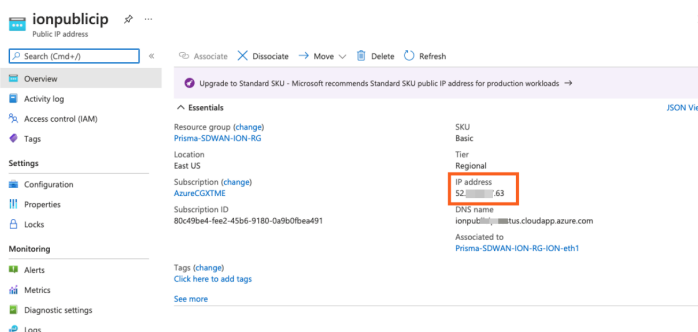 ionpublicip
Public IP address
Search (Cmd+/)
Overview
Activity log
Access control (IAM)
Tags
Settings
Configuration
Properties
Locks
Monitoring
Alerts
Metrics
Diagnostic settings
Logs
Associate Dissociate Move Delete Refresh
Upgrade to Standard SKU - Microsoft recommends Standard SKU public IP address for production workloads →
Essentials
JSON Vie
Resource group (change)
Prisma-SDWAN-ION-RG
Location
East US
Subscription (change)
AzureCGXTME
Subscription ID
80c49be4-fee2-45b6-9180-0a9b0fbea491
SKU
Basic
Tier
Regional
IP address
52. .63
DNS name
ionpubl tus.cloudapp.azure.com
Associated to
Prisma-SDWAN-ION-RG-ION-eth1
Tags (change)
Click here to add tags
See more